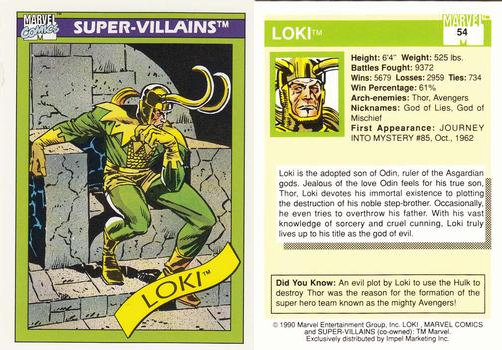 MARVEL
COMICS
SUPER-VILLAINS™
LOKI™
LOKI™
MARVEL
54
Height: 6'4" Weight: 525 lbs.
Battles Fought: 9372
Wins: 5679 Losses: 2959 Ties: 734
Win Percentage: 61%
Arch-enemies: Thor, Avengers
Nicknames: God of Lies, God of
Mischief
First Appearance: JOURNEY
INTO MYSTERY #85, Oct., 1962
Loki is the adopted son of Odin, ruler of the Asgardian
gods. Jealous of the love Odin feels for his true son,
Thor, Loki devotes his immortal existence to plotting
the destruction of his noble step-brother. Occasionally,
he even tries to overthrow his father. With his vast
knowledge of sorcery and cruel cunning, Loki truly
lives up to his title as the god of evil.
Did You Know: An evil plot by Loki to use the Hulk to
destroy Thor was the reason for the formation of the
super hero team known as the mighty Avengers!
© 1990 Marvel Entertainment Group, Inc. LOKI , MARVEL COMICS
and SUPER-VILLAINS (co-owned): TM Marvel.
Exclusively distributed by Impel Marketing Inc.